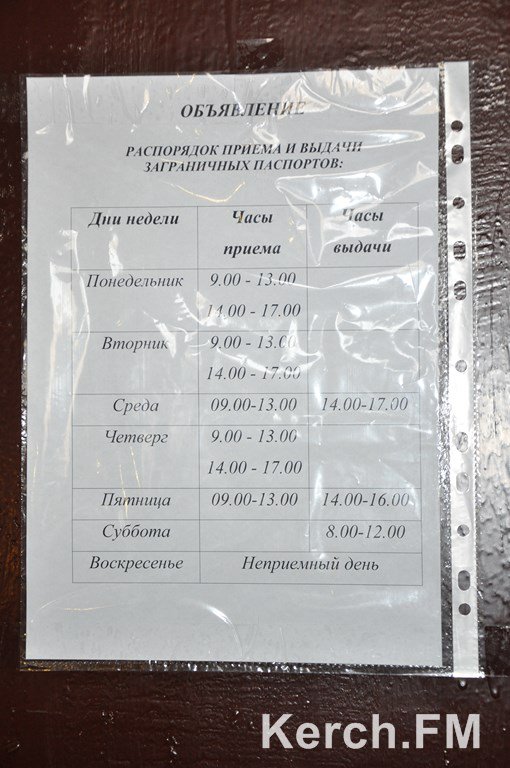 ОБЪЯВЛЕНИЕ
РАСПОРЯДОК ПРИЕМА И ВЫДАЧИ
ЗАГРАНИЧНЫХ ПАСПОРТОВ:
Дни недели Часы приема Часы выдачи
Понедельник 9.00 - 13.00
14.00 - 17.00
Вторник 9.00 - 13.00
14.00 - 17.00
Среда 09.00-13.00 14.00-17.00
Четверг 9.00 - 13.00
14.00 - 17.00
Пятница 09.00-13.00 14.00-16.00
Суббота 8.00-12.00
Воскресенье Неприемный день
Kerch.FM